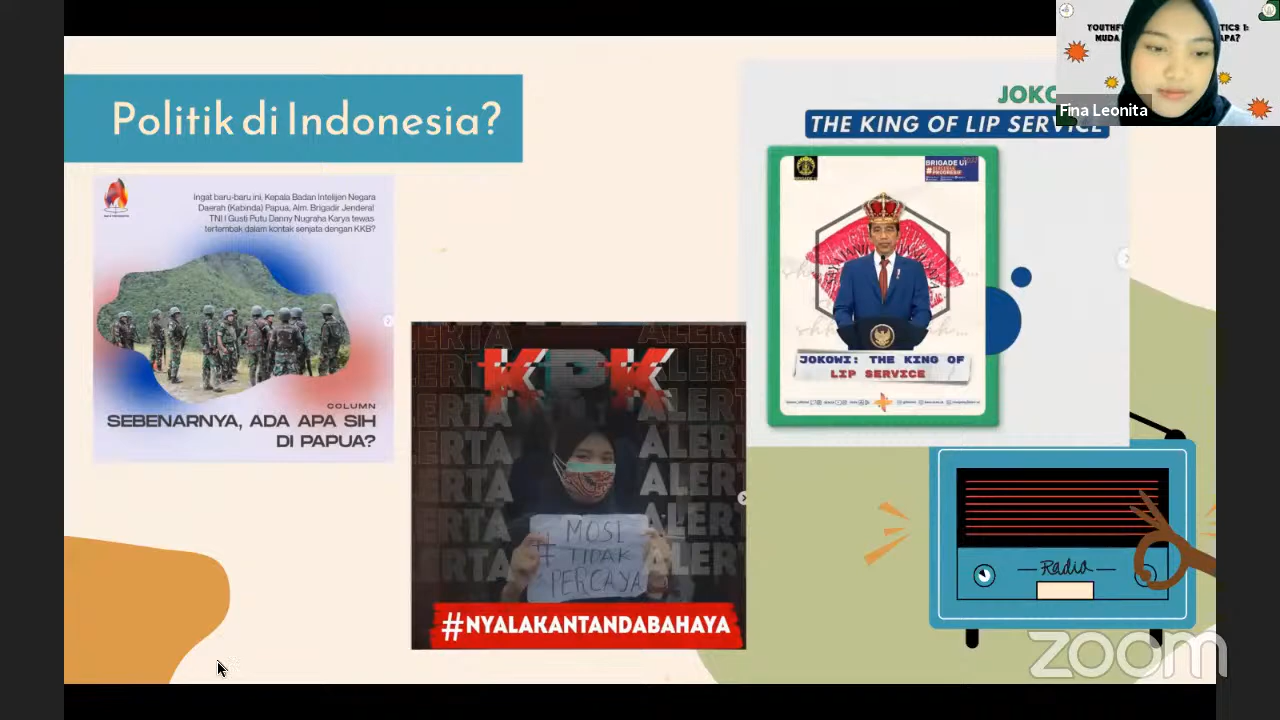 Politik di Indonesia?
Ingat baru-baru ini, Kepala Badan Intelijen Negara
Daerah (Kabinda) Papua, Alm. Brigadir Jenderal
TNI I Gusti Putu Danny Nugraha Karya tewas
tertembak dalam kontak senjata dengan KKB?
COLUMN
SEBENARNYA, ADA APA SIH
DI PAPUA?
ALERTA
KPK
MOSI
# TIDAK
PERCAYA
#NYALAKANTANDABAHAYA
JOKO
THE KING OF LIP SERVICE
BRIGADE UI
JOKOWI: THE KING OF
LIP SERVICE
Radio
Fina Leonita
zoom